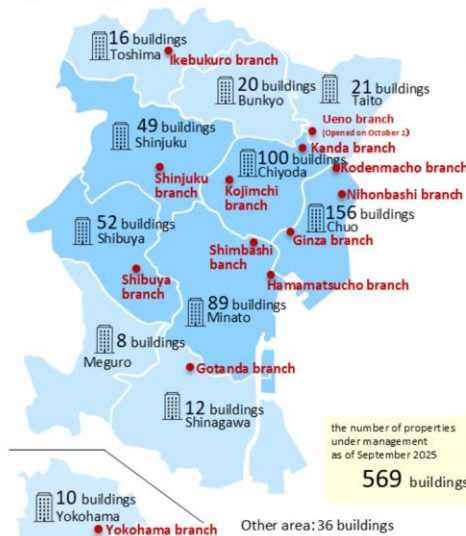 16 buildings
Toshima
Ikebukuro branch
20 buildings
Bunkyo
21 buildings
Taito
Ueno branch
(Opened on October 1)
Kanda branch
49 buildings
Shinjuku
100 buildings
Chiyoda
Kodenmacho branch
Shinjuku
branch
Kojimchi
branch
Nihonbashi branch
156 buildings
Chuo
52 buildings
Shibuya
Ginza branch
Shimbashi
banch
Shibuya
branch
Hamamatsucho branch
89 buildings
Minato
8 buildings
Meguro
Gotanda branch
12 buildings
Shinagawa
the number of properties
under management
as of September 2025
569 buildings
10 buildings
Yokohama
Yokohama branch
Other area: 36 buildings